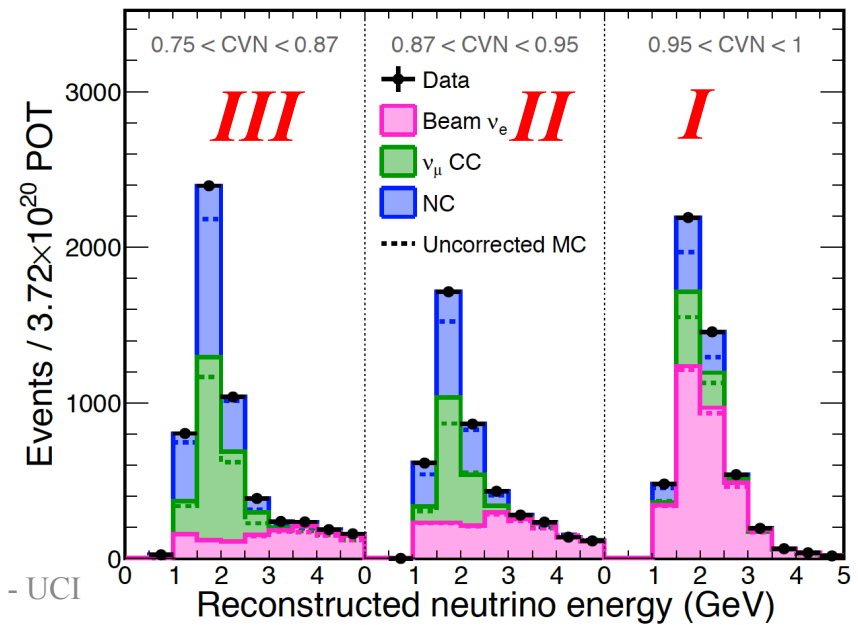 0.75 < CVN < 0.87
0.87 < CVN < 0.95
0.95 < CVN < 1
III
II
I
Data
Beam νe
νμ CC
NC
Uncorrected MC
Events / 3.72×10²⁰ POT
3000
2000
1000
0
0 1 2 3 4 0 1 2 3 4 0 1 2 3 4 5
Reconstructed neutrino energy (GeV)
- UCI